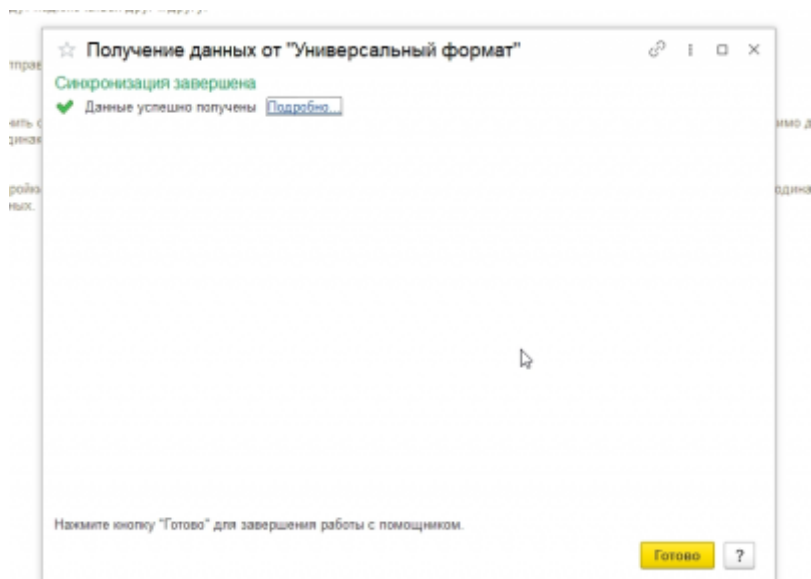 Получение данных от "Универсальный формат"
Синхронизация завершена
Данные успешно получены Подробно...
Нажмите кнопку "Готово" для завершения работы с помощником.
Готово ?